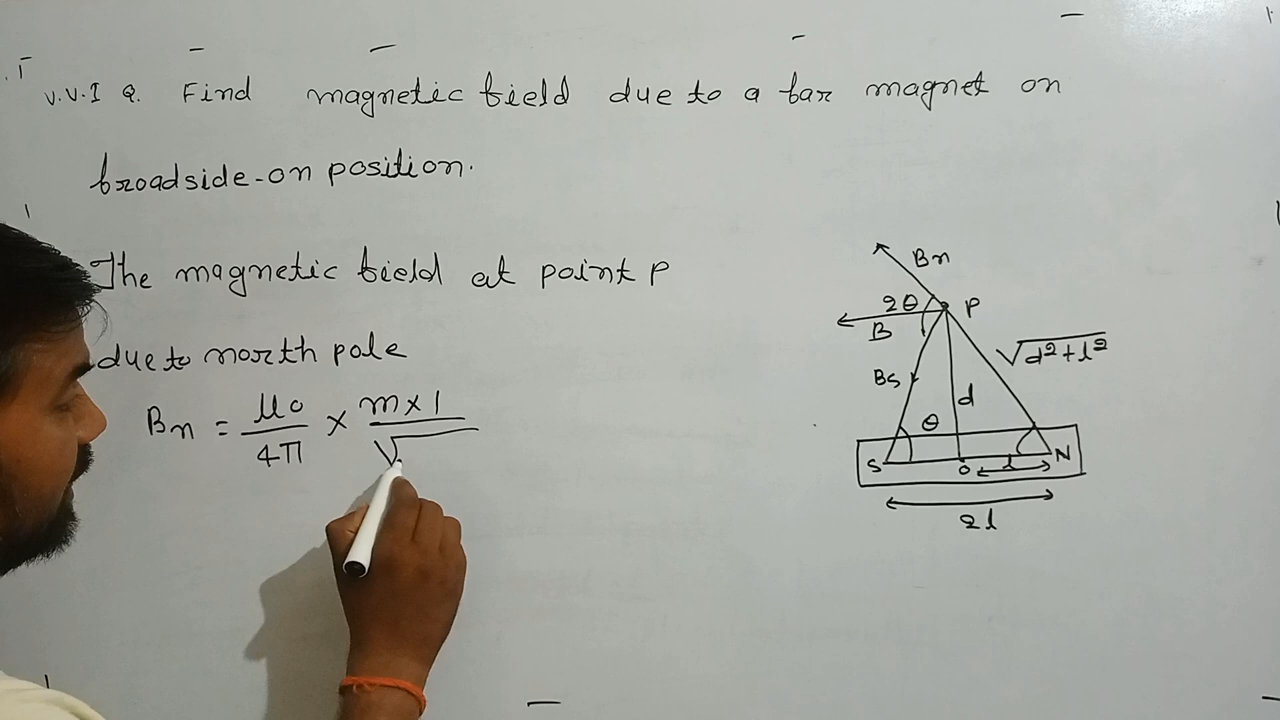 V.V.I Q. Find magnetic field due to a bar magnet on
broadside-on position.
The magnetic field at point P
due to north pole
Bn = μ0/4π × m×1/√
Bn
2θ
P
B
√d²+l²
Bs
d
θ
S
O
l
N
2l